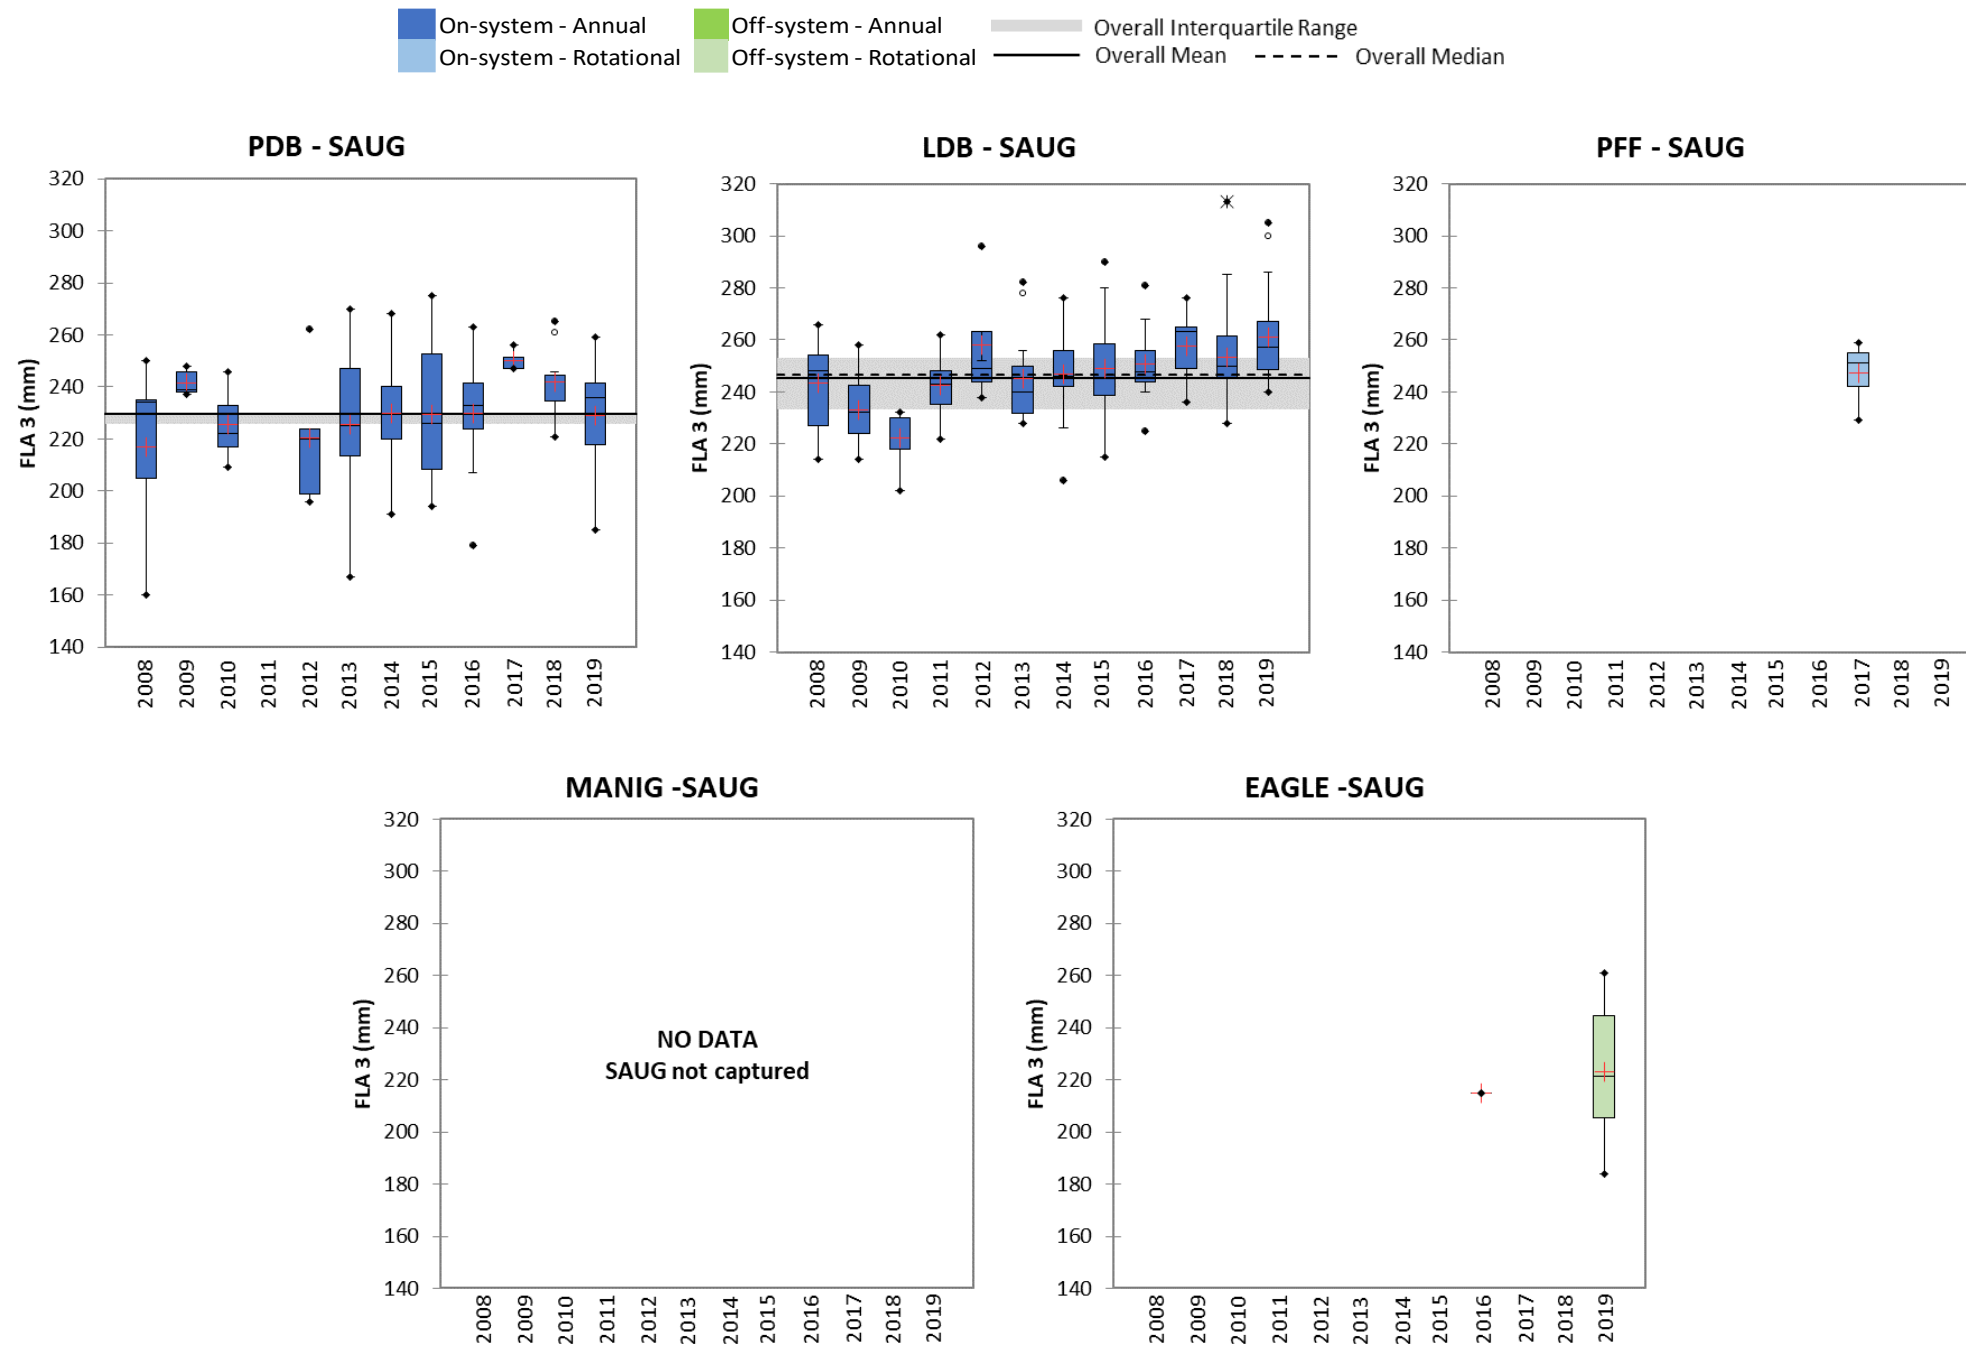 On-system - Annual Off-system - Annual Overall Interquartile Range
On-system - Rotational Off-system - Rotational Overall Mean Overall Median
PDB - SAUG
FLA 3 (mm)
320
300
280
260
240
220
200
180
160
140
2008 2009 2010 2011 2012 2013 2014 2015 2016 2017 2018 2019
LDB - SAUG
FLA 3 (mm)
320
300
280
260
240
220
200
180
160
140
2008 2009 2010 2011 2012 2013 2014 2015 2016 2017 2018 2019
PFF - SAUG
FLA 3 (mm)
320
300
280
260
240
220
200
180
160
140
2008 2009 2010 2011 2012 2013 2014 2015 2016 2017 2018 2019
MANIG -SAUG
FLA 3 (mm)
320
300
280
260
240
220
200
180
160
140
NO DATA
SAUG not captured
2008 2009 2010 2011 2012 2013 2014 2015 2016 2017 2018 2019
EAGLE -SAUG
FLA 3 (mm)
320
300
280
260
240
220
200
180
160
140
2008 2009 2010 2011 2012 2013 2014 2015 2016 2017 2018 2019